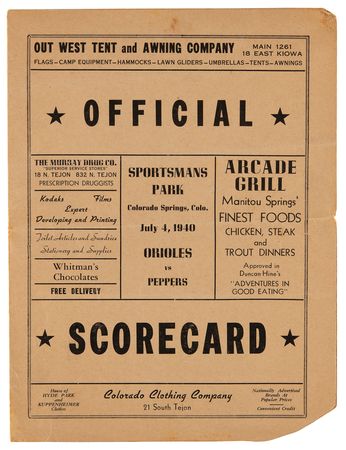 OUT WEST TENT and AWNING COMPANY
MAIN 1261
18 EAST KIOWA
FLAGS–CAMP EQUIPMENT–HAMMOCKS–LAWN GLIDERS–UMBRELLAS–TENTS–AWNINGS
★ OFFICIAL ★
THE MURRAY DRUG CO.
"SUPERIOR SERVICE STORES"
18 N. TEJON 832 N. TEJON
PRESCRIPTION DRUGGISTS
Kodaks Films
Expert
Developing and Printing
Toilet Articles and Sundries
Stationery and Supplies
Whitman's
Chocolates
FREE DELIVERY
SPORTSMANS
PARK
Colorado Springs, Colo.
July 4, 1940
ORIOLES
vs
PEPPERS
ARCADE
GRILL
Manitou Springs'
FINEST FOODS
CHICKEN, STEAK
and
TROUT DINNERS
Approved in
Duncan Hine's
"ADVENTURES IN
GOOD EATING"
★ SCORECARD ★
Home of
HYDE PARK
and
KUPPENHEIMER
Clothes
Colorado Clothing Company
21 South Tejon
Nationally Advertised
Brands At
Popular Prices
Convenient Credit